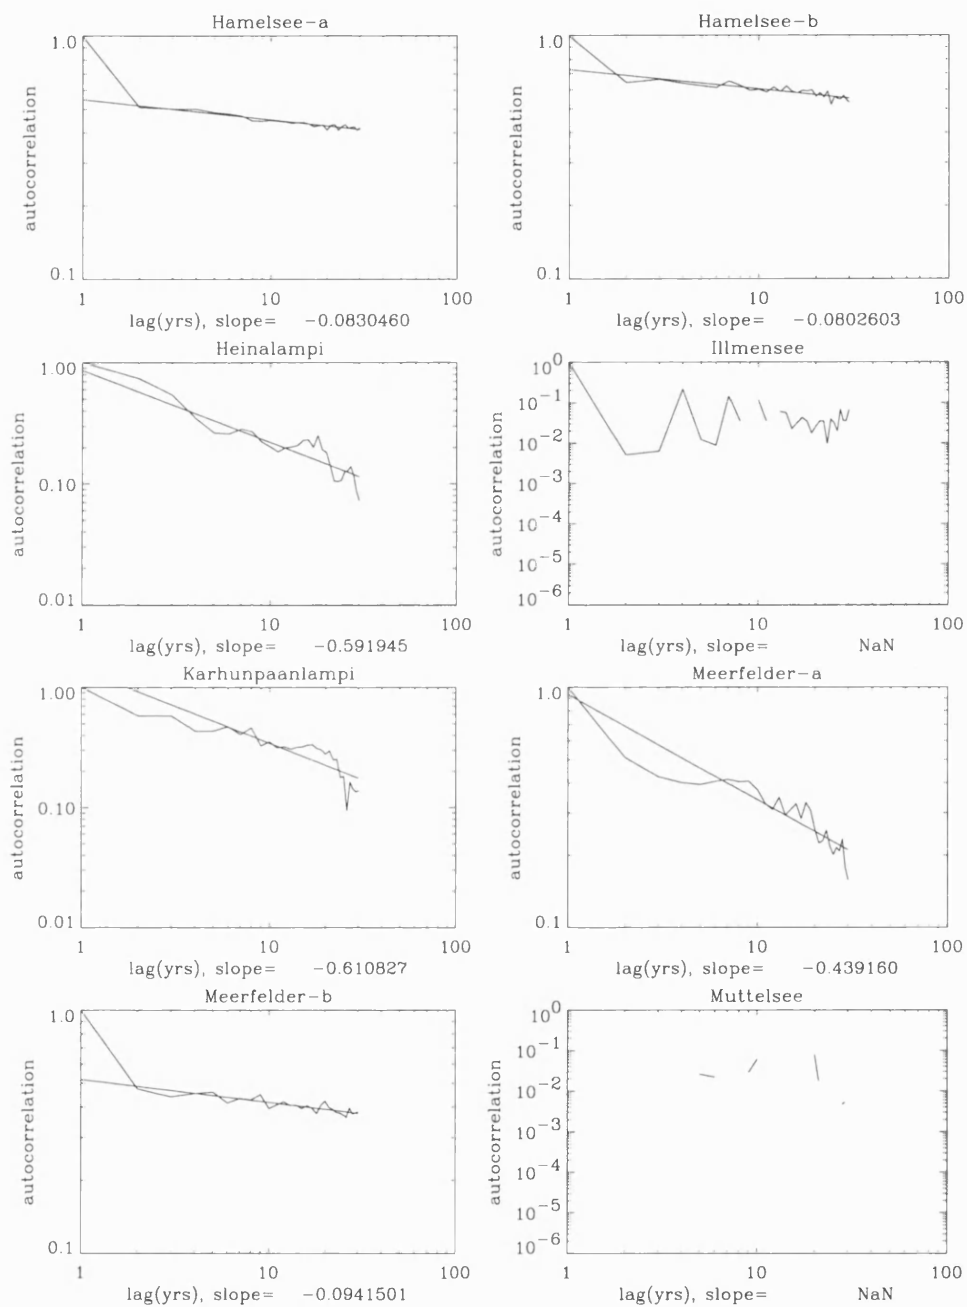 Hamelsee-a
1.0
autocorrelation
0.1
1 10 100
lag(yrs), slope= -0.0830460
Hamelsee-b
1.0
autocorrelation
0.1
1 10 100
lag(yrs), slope= -0.0802603
Heinalampi
1.00
0.10
autocorrelation
0.01
1 10 100
lag(yrs), slope= -0.591945
Illmensee
10^0
10^-1
10^-2
10^-3
10^-4
10^-5
10^-6
autocorrelation
1 10 100
lag(yrs), slope= NaN
Karhunpaanlampi
1.00
0.10
autocorrelation
0.01
1 10 100
lag(yrs), slope= -0.610827
Meerfelder-a
1.0
autocorrelation
0.1
1 10 100
lag(yrs), slope= -0.439160
Meerfelder-b
1.0
autocorrelation
0.1
1 10 100
lag(yrs), slope= -0.0941501
Muttelsee
10^0
10^-1
10^-2
10^-3
10^-4
10^-5
10^-6
autocorrelation
1 10 100
lag(yrs), slope= NaN